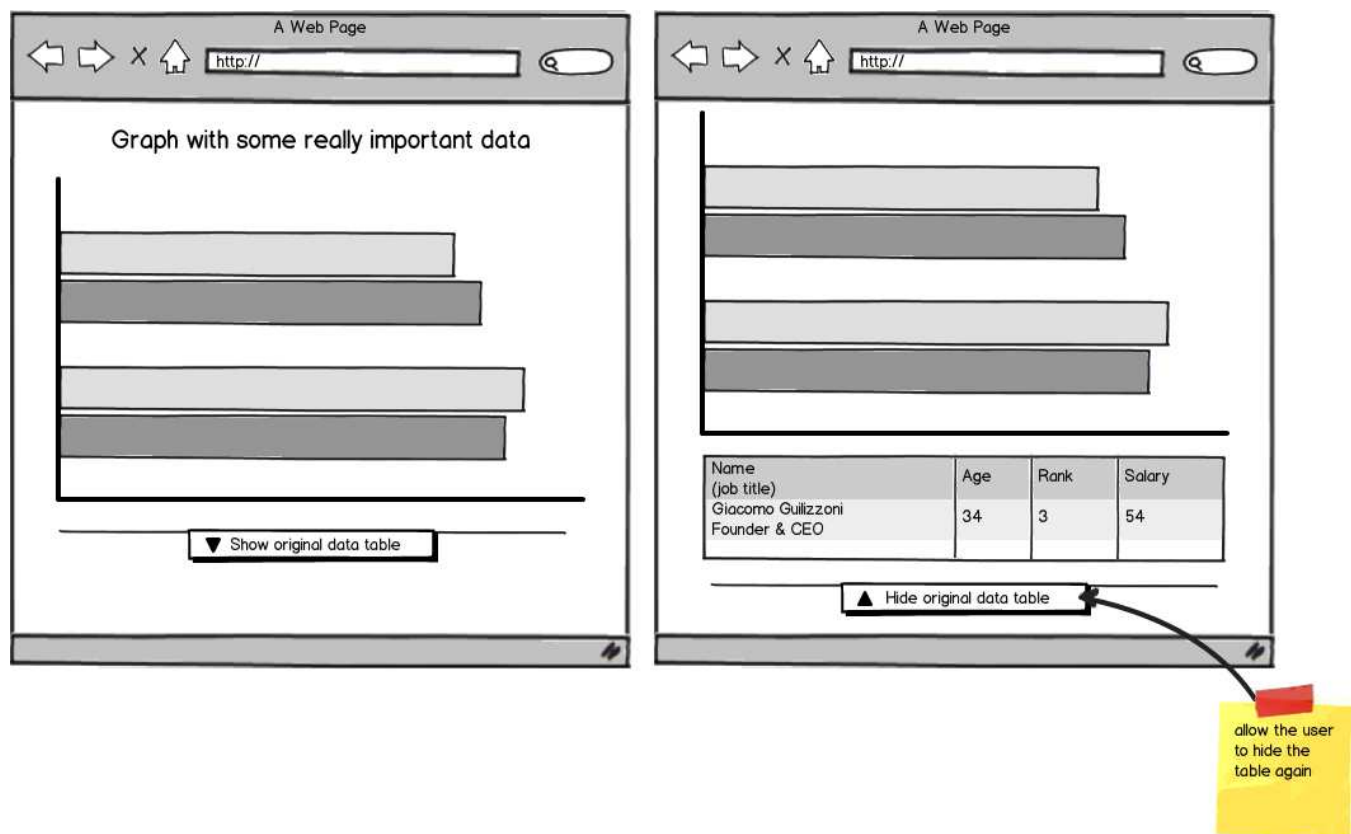 A Web Page
http://
Graph with some really important data
▼ Show original data table
A Web Page
http://
Name
(job title)
Age
Rank
Salary
Giacomo Guilizzoni
Founder & CEO
34
3
54
▲ Hide original data table
allow the user
to hide the
table again